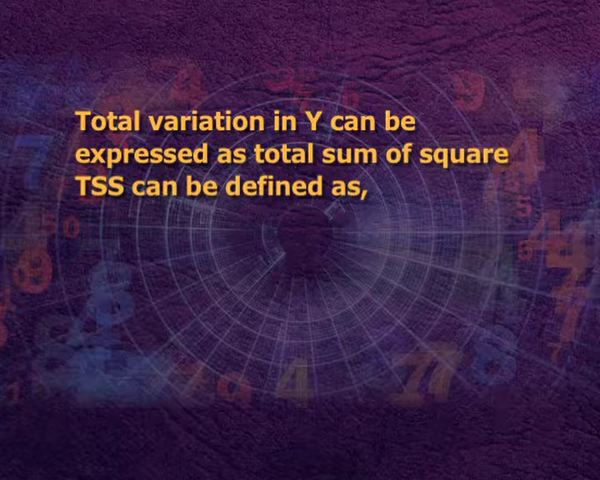 Total variation in Y can be
expressed as total sum of square
TSS can be defined as,